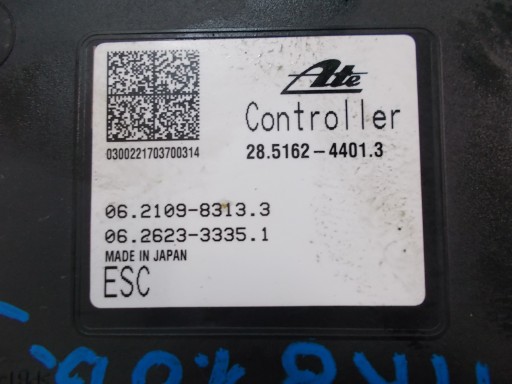 Ate
Controller
0300221703700314
28.5162-4401.3
06.2109-8313.3
06.2623-3335.1
MADE IN JAPAN
ESC